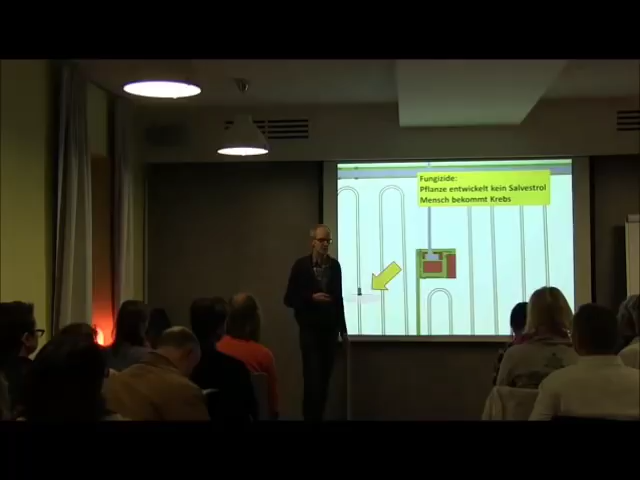 Fungizide:
Pflanze entwickelt kein Salvestrol
Mensch bekommt Krebs